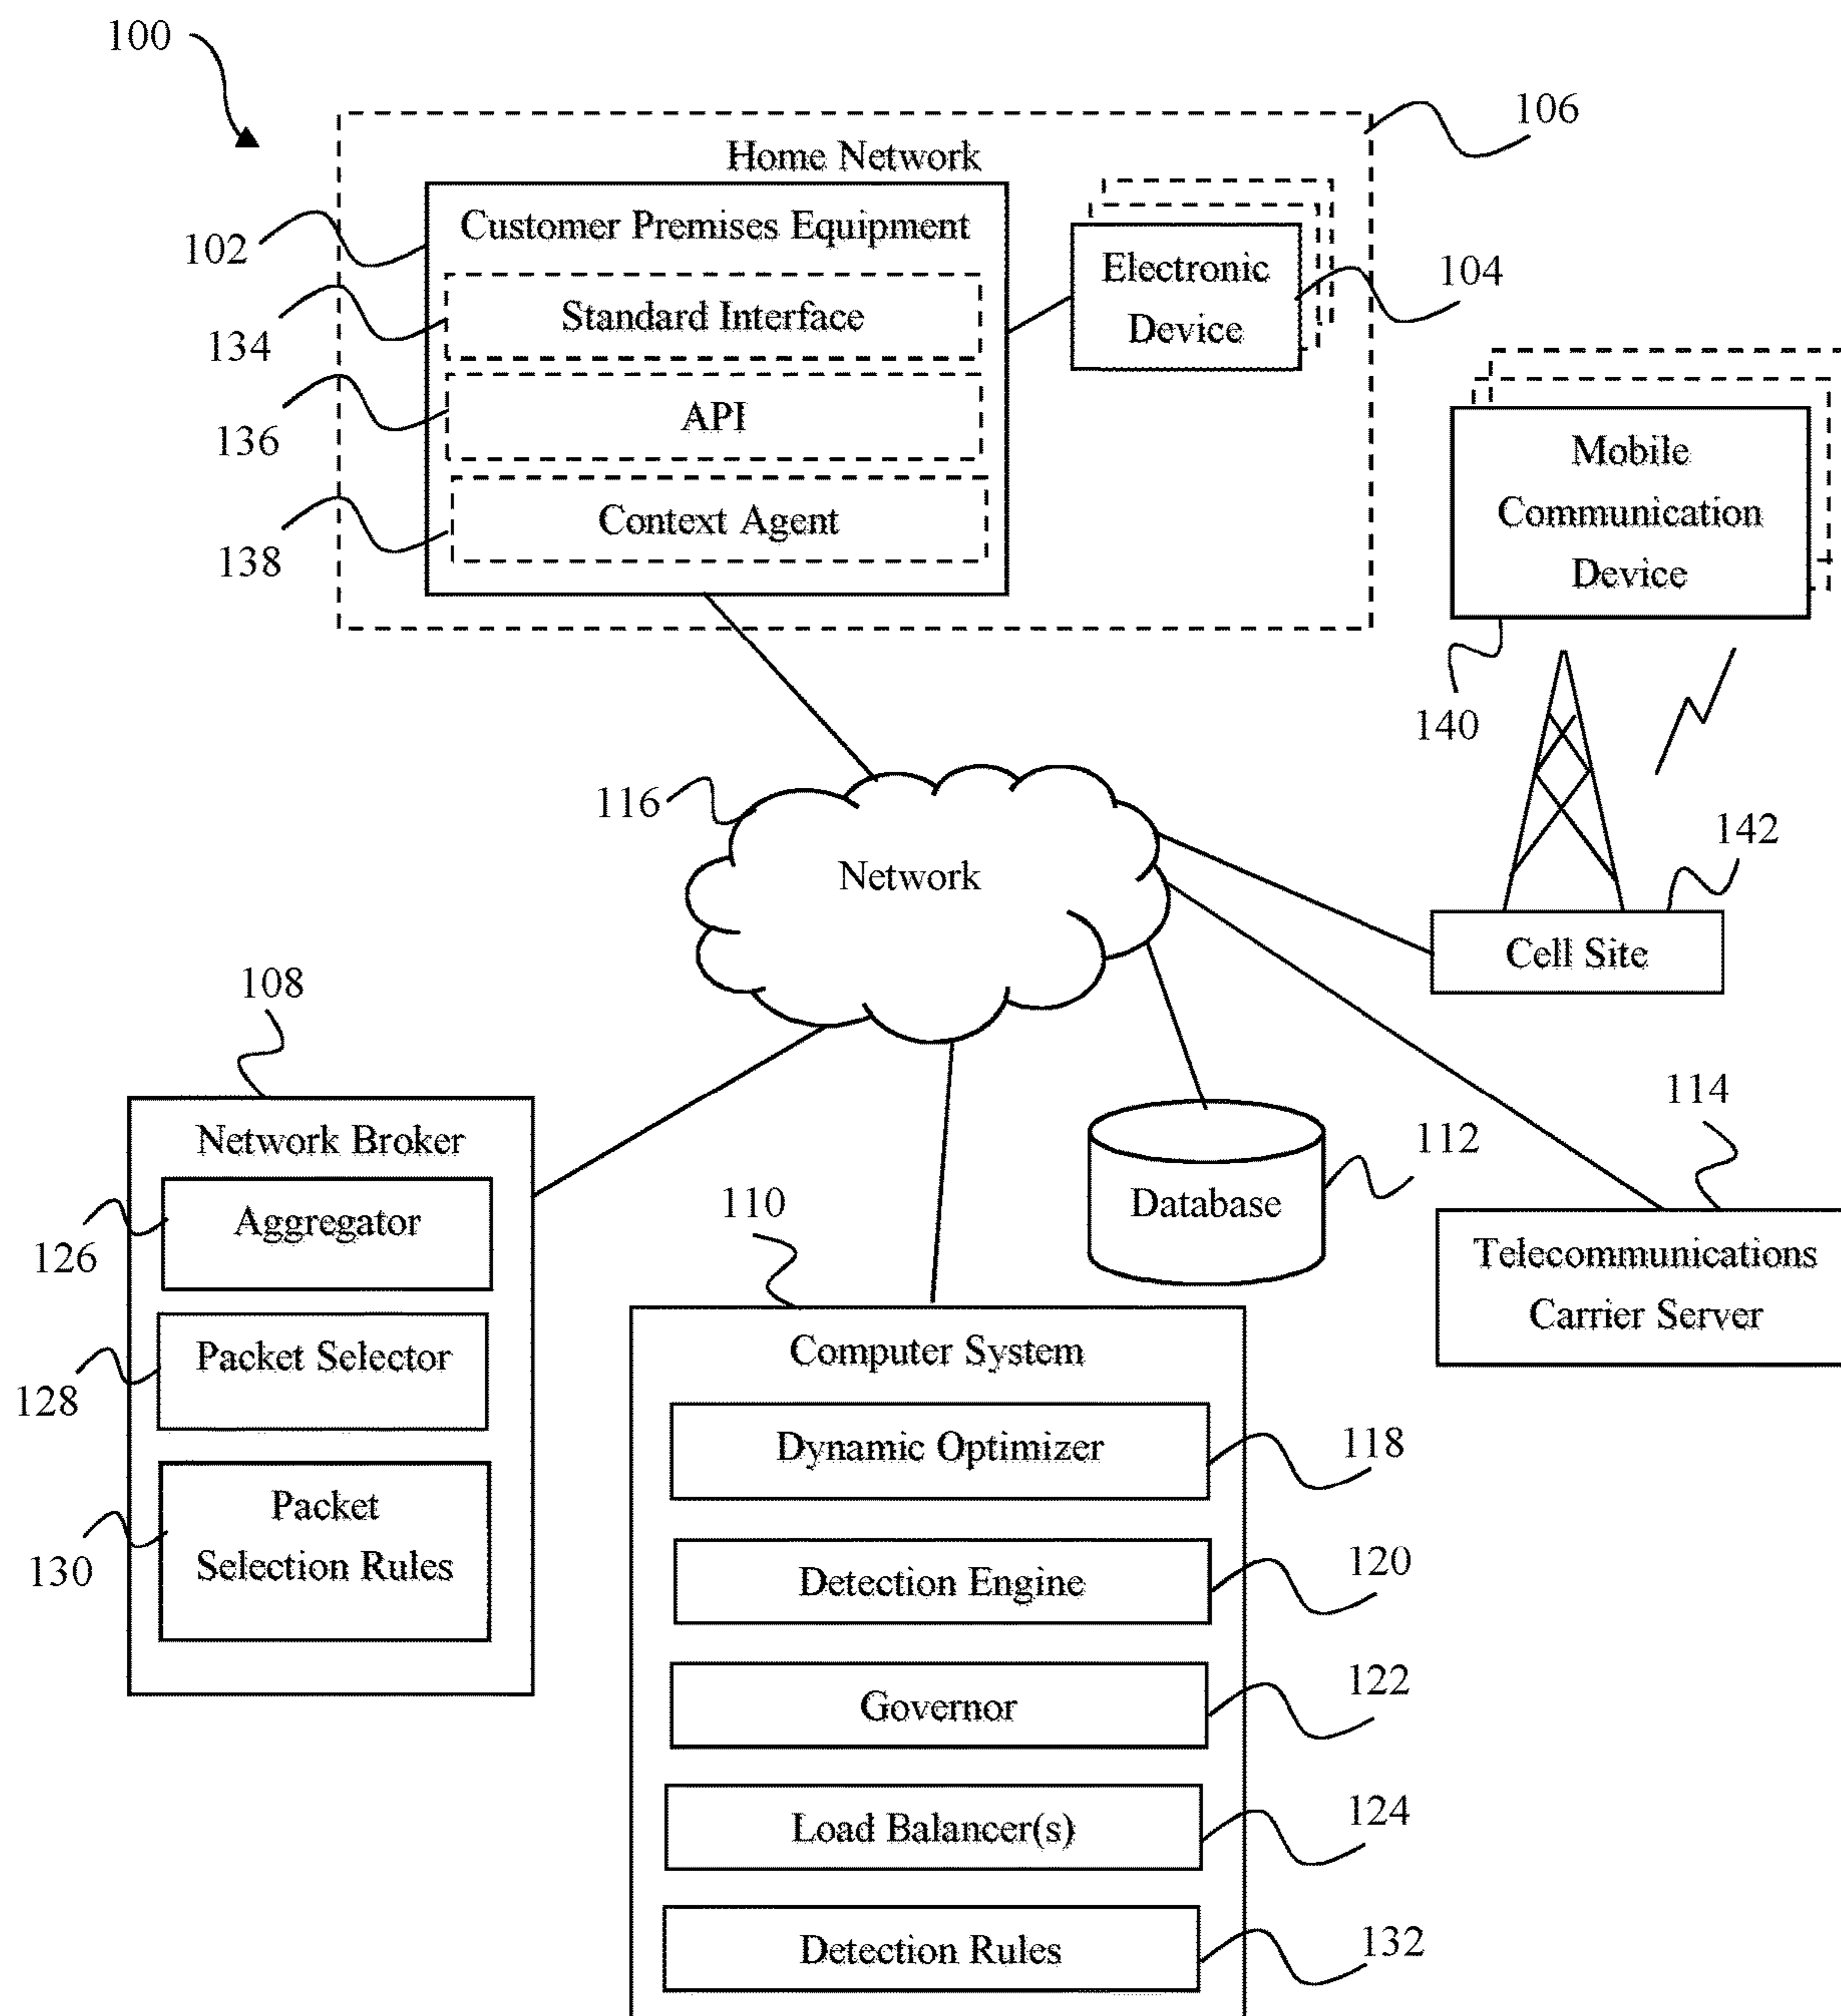 100
106
Home Network
102
Customer Premises Equipment
Electronic
Device
104
134
Standard Interface
136
API
138
Context Agent
Mobile
Communication
Device
140
116
Network
142
Cell Site
108
Network Broker
126
Aggregator
128
Packet Selector
130
Packet
Selection Rules
110
Computer System
Dynamic Optimizer
118
Detection Engine
120
Governor
122
Load Balancer(s)
124
Detection Rules
132
Database
112
114
Telecommunications
Carrier Server